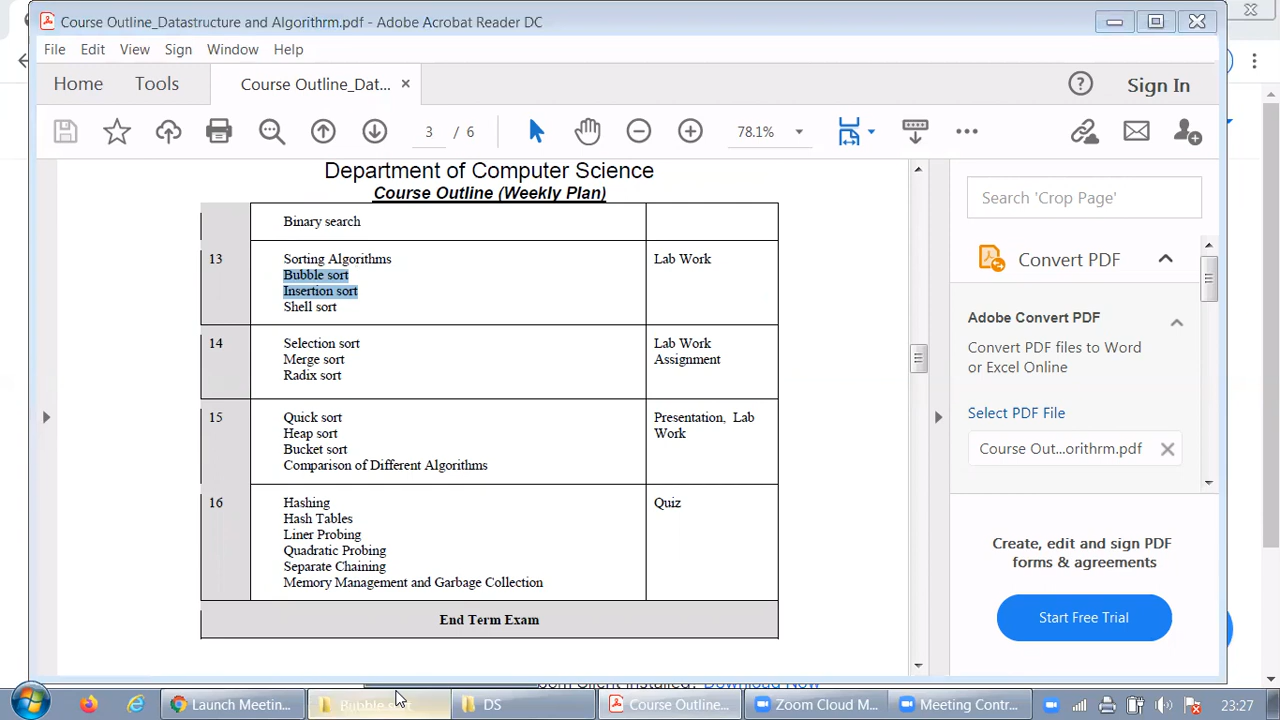 Course Outline_Datastructure and Algorithrm.pdf - Adobe Acrobat Reader DC
File Edit View Sign Window Help
Home Tools Course Outline_Dat... Sign In
3 / 6 78.1%
Department of Computer Science
Course Outline (Weekly Plan)
Binary search
13 Sorting Algorithms Lab Work
Bubble sort
Insertion sort
Shell sort
14 Selection sort Lab Work
Merge sort Assignment
Radix sort
15 Quick sort Presentation, Lab
Heap sort Work
Bucket sort
Comparison of Different Algorithms
16 Hashing Quiz
Hash Tables
Liner Probing
Quadratic Probing
Separate Chaining
Memory Management and Garbage Collection
End Term Exam
Search 'Crop Page'
Convert PDF
Adobe Convert PDF
Convert PDF files to Word
or Excel Online
Select PDF File
Course Out...orithrm.pdf
Create, edit and sign PDF
forms & agreements
Start Free Trial
Launch Meetin... DS Course Outline... Zoom Cloud M... Meeting Contr... 23:27